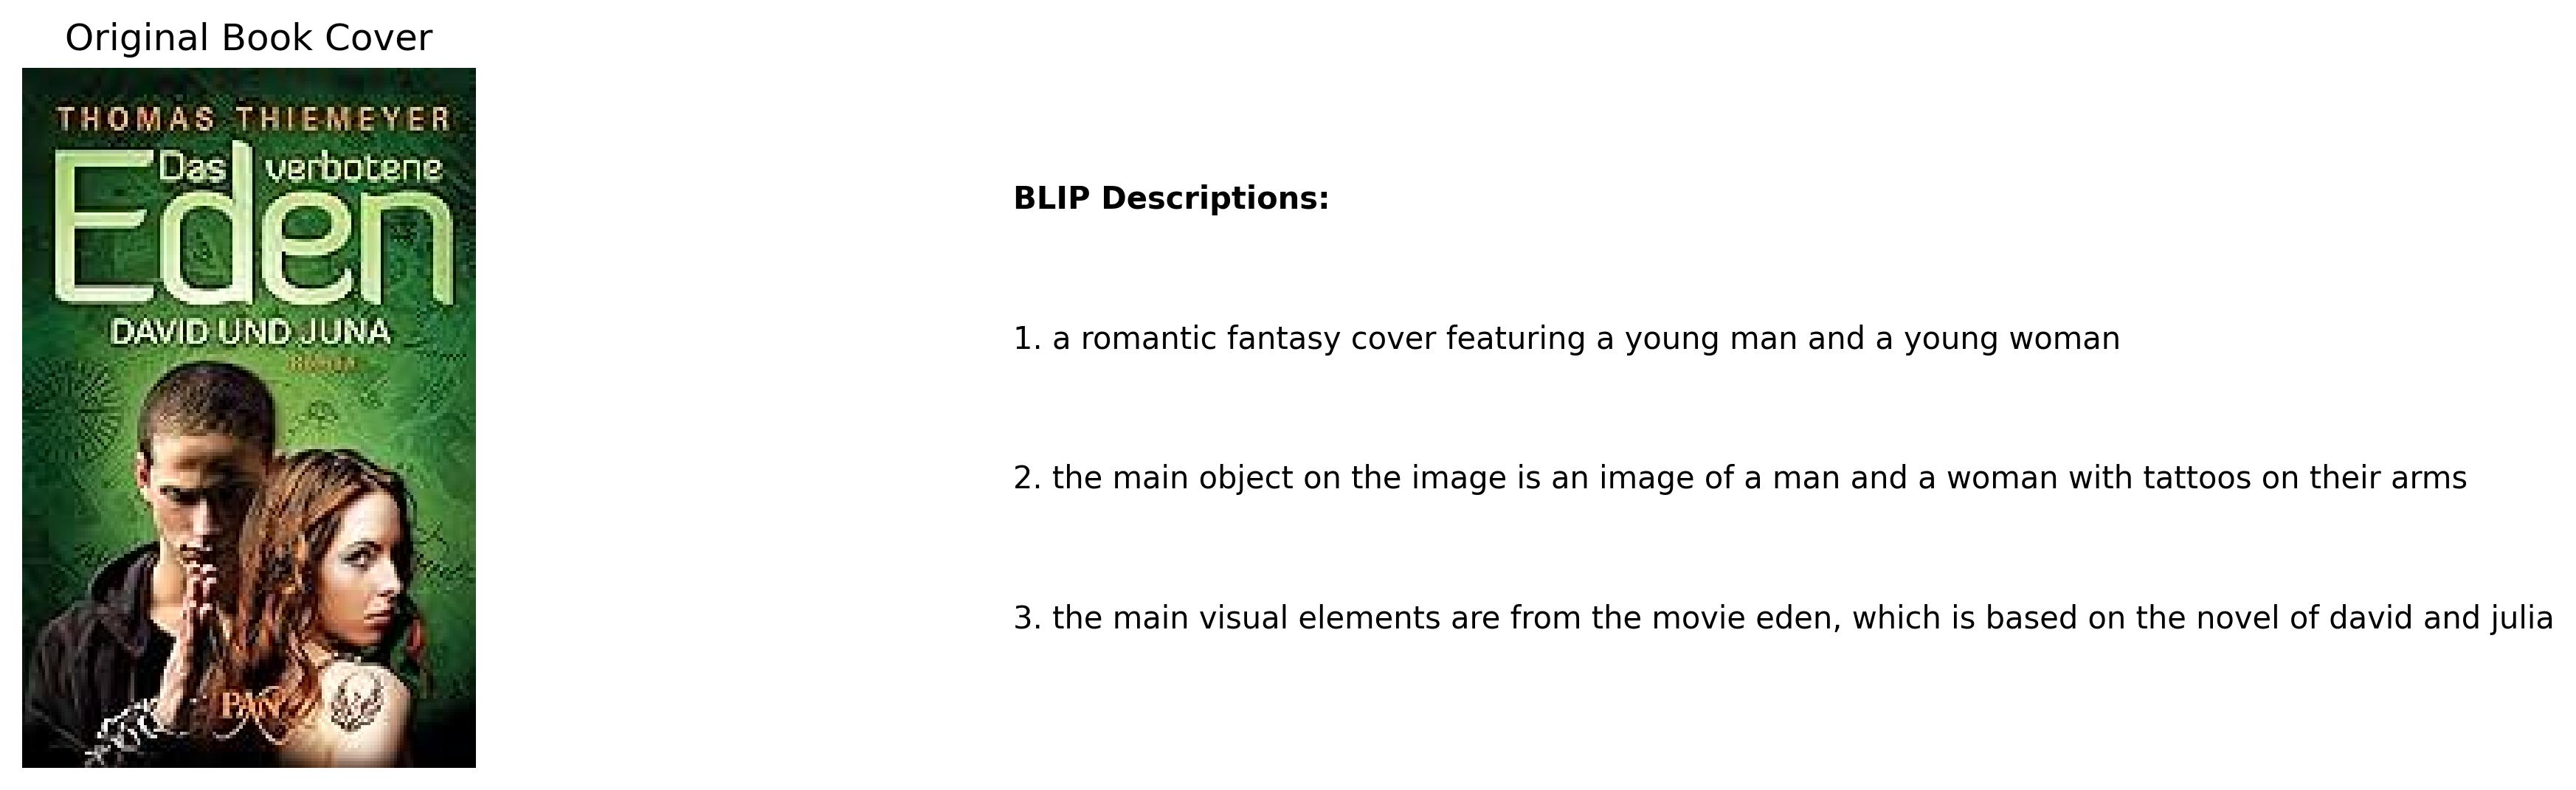 Original Book Cover
THOMAS THIEMEYER
Das verbotene
Eden
DAVID UND JUNA
PAN
BLIP Descriptions:
1. a romantic fantasy cover featuring a young man and a young woman
2. the main object on the image is an image of a man and a woman with tattoos on their arms
3. the main visual elements are from the movie eden, which is based on the novel of david and julia